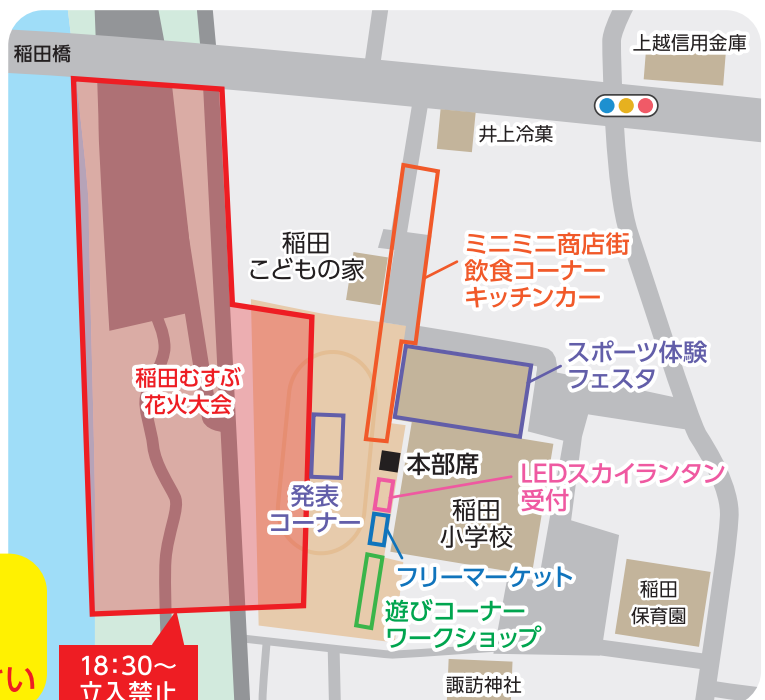 稲田橋
上越信用金庫
井上冷菓
稲田
こどもの家
ミニミニ商店街
飲食コーナー
キッチンカー
スポーツ体験
フェスタ
稲田むすぶ
花火大会
本部席
LEDスカイランタン
受付
発表
コーナー
稲田
小学校
フリーマーケット
稲田
保育園
遊びコーナー
ワークショップ
18:30〜
立入禁止
諏訪神社
さい